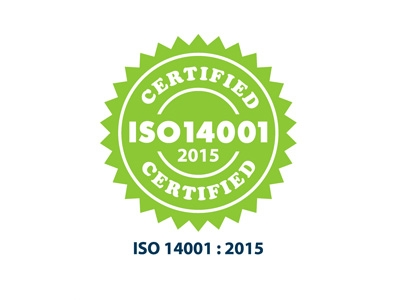 CERTIFIED
ISO14001
2015
CERTIFIED
ISO 14001 : 2015